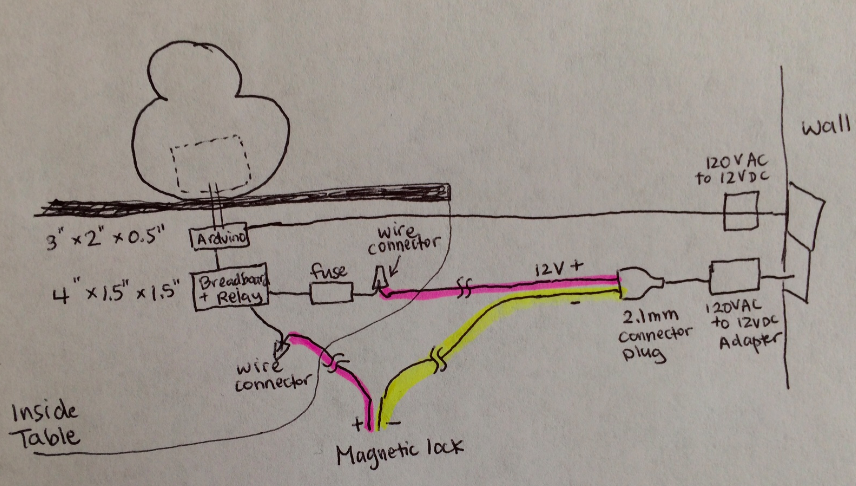 wall
120VAC
to 12VDC
3" x 2" x 0.5"
Arduino
wire
connector
4" x 1.5" x 1.5"
Breadboard
+ Relay
fuse
12V +
-
2.1mm
connector
plug
120VAC
to 12VDC
Adapter
wire
connector
Inside
Table
+ -
Magnetic lock